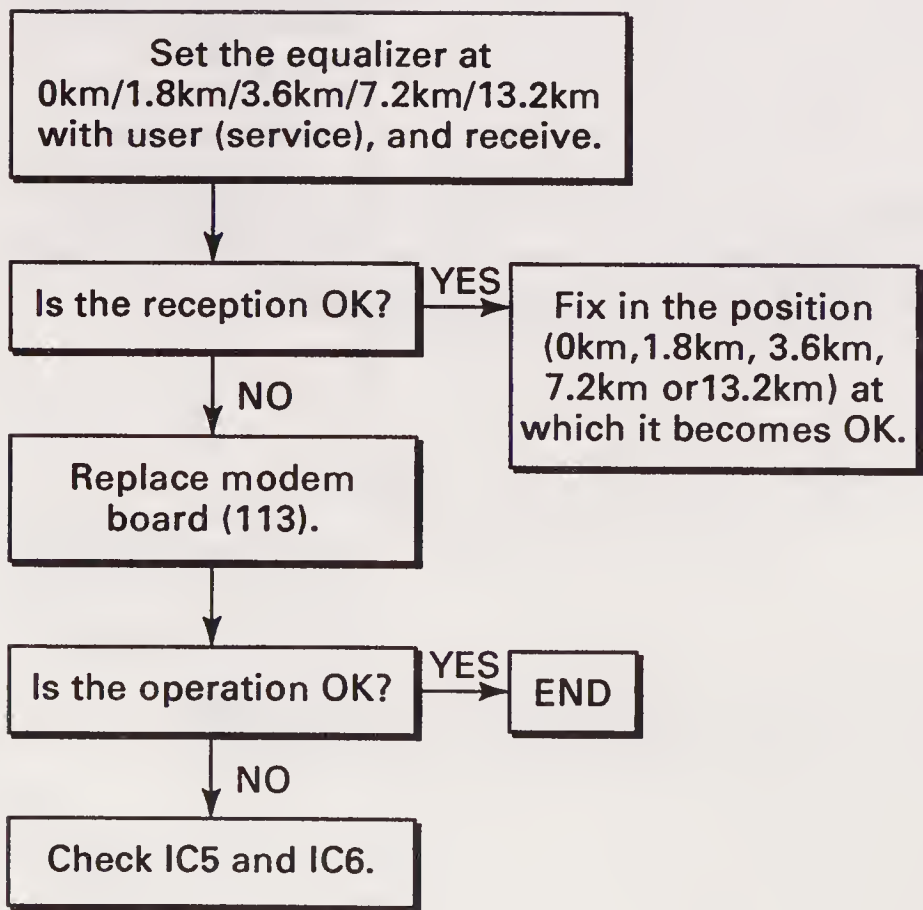 Set the equalizer at
0km/1.8km/3.6km/7.2km/13.2km
with user (service), and receive.
Is the reception OK?
YES
Fix in the position
(0km,1.8km, 3.6km,
7.2km or13.2km) at
which it becomes OK.
NO
Replace modem
board (113).
Is the operation OK?
YES
END
NO
Check IC5 and IC6.